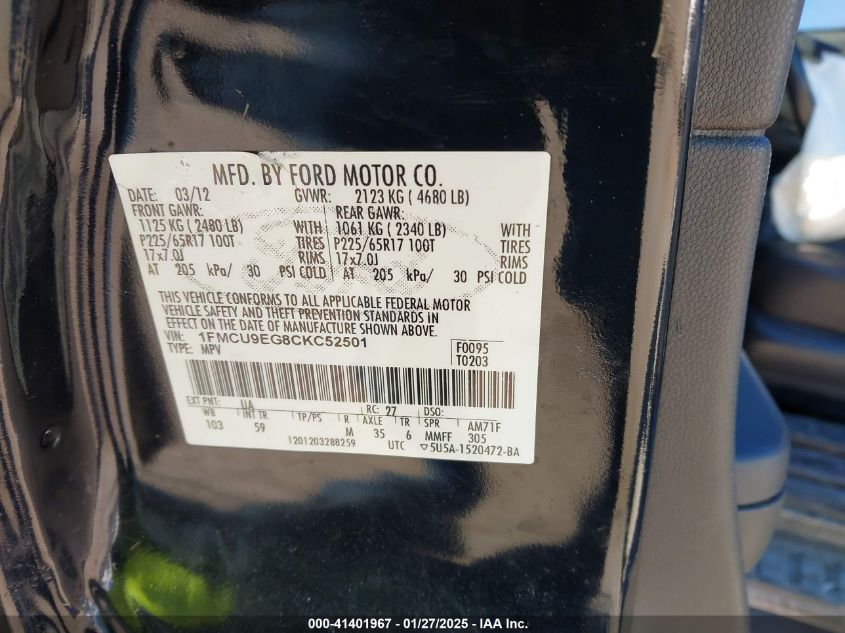 MFD. BY FORD MOTOR CO.
DATE: 03/12 GVWR: 2123 KG ( 4680 LB)
FRONT GAWR: REAR GAWR:
1125 KG ( 2480 LB) WITH 1061 KG ( 2340 LB) WITH
P225/65R17 100T TIRES P225/65R17 100T TIRES
17x7.0J RIMS 17x7.0J RIMS
AT 205 kPa/ 30 PSI COLD AT 205 kPa/ 30 PSI COLD
THIS VEHICLE CONFORMS TO ALL APPLICABLE FEDERAL MOTOR
VEHICLE SAFETY AND THEFT PREVENTION STANDARDS IN
EFFECT ON THE DATE OF MANUFACTURE SHOWN ABOVE.
VIN: 1FMCU9EG8CKC52501 F0095
TYPE: MPV T0203
EXT PNT: UA RC: 27 DSO:
WB INT TR TP/PS R AXLE TR SPR AM71F
103 59 M 35 6 MMFF 305
1201203288259 UTC ▽5U5A-1520472-BA
000-41401967 - 01/27/2025 - IAA Inc.